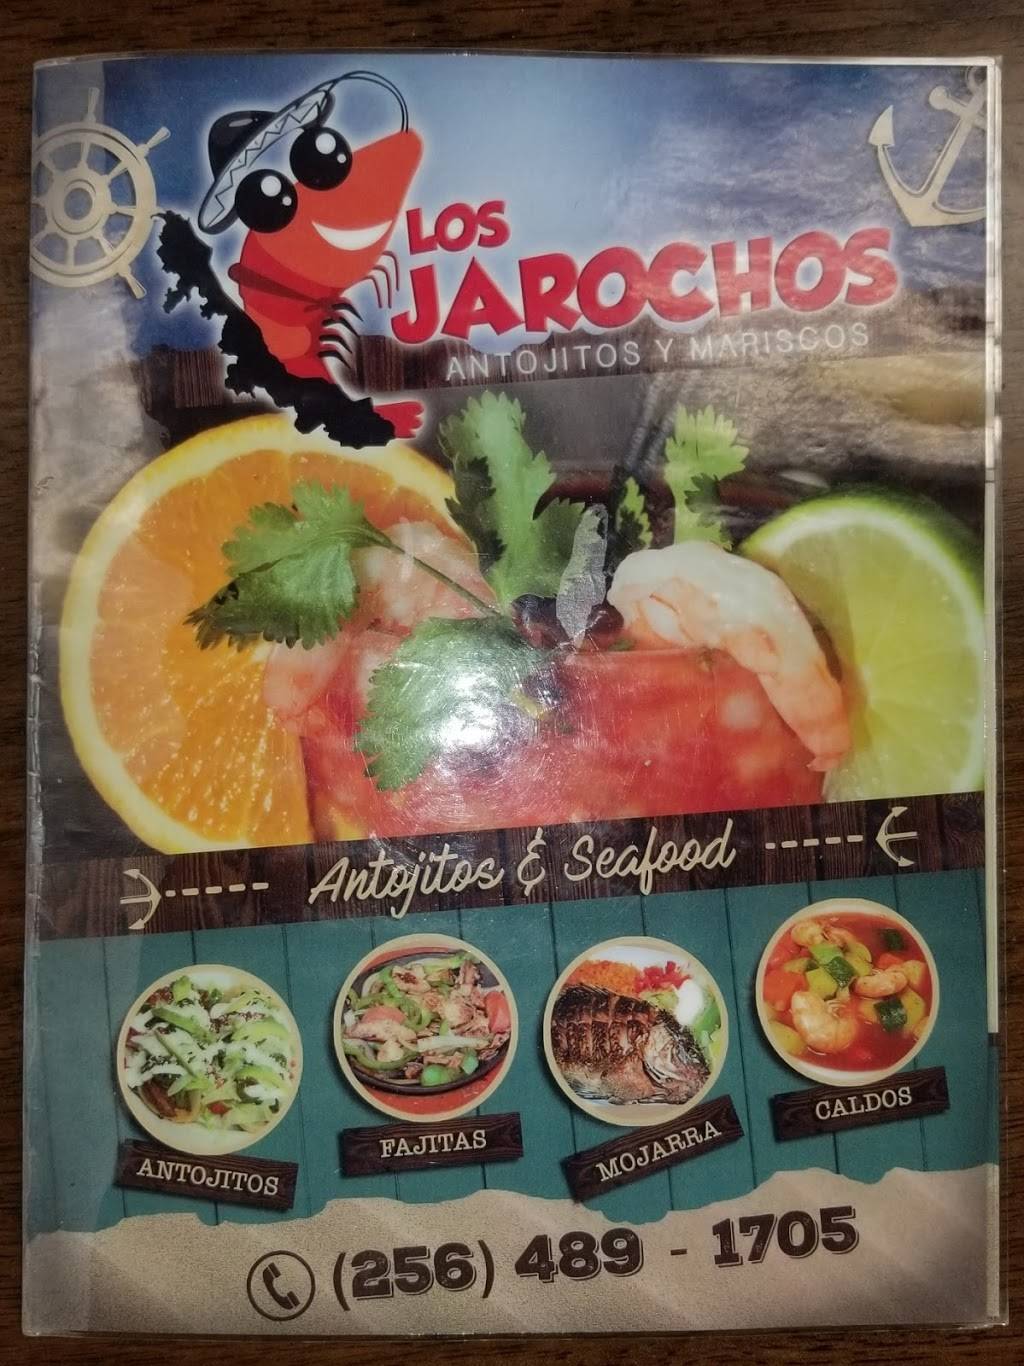 LOS
JAROCHOS
ANTOJITOS Y MARISCOS
Antojitos & Seafood
ANTOJITOS
FAJITAS
MOJARRA
CALDOS
(256) 489 - 1705